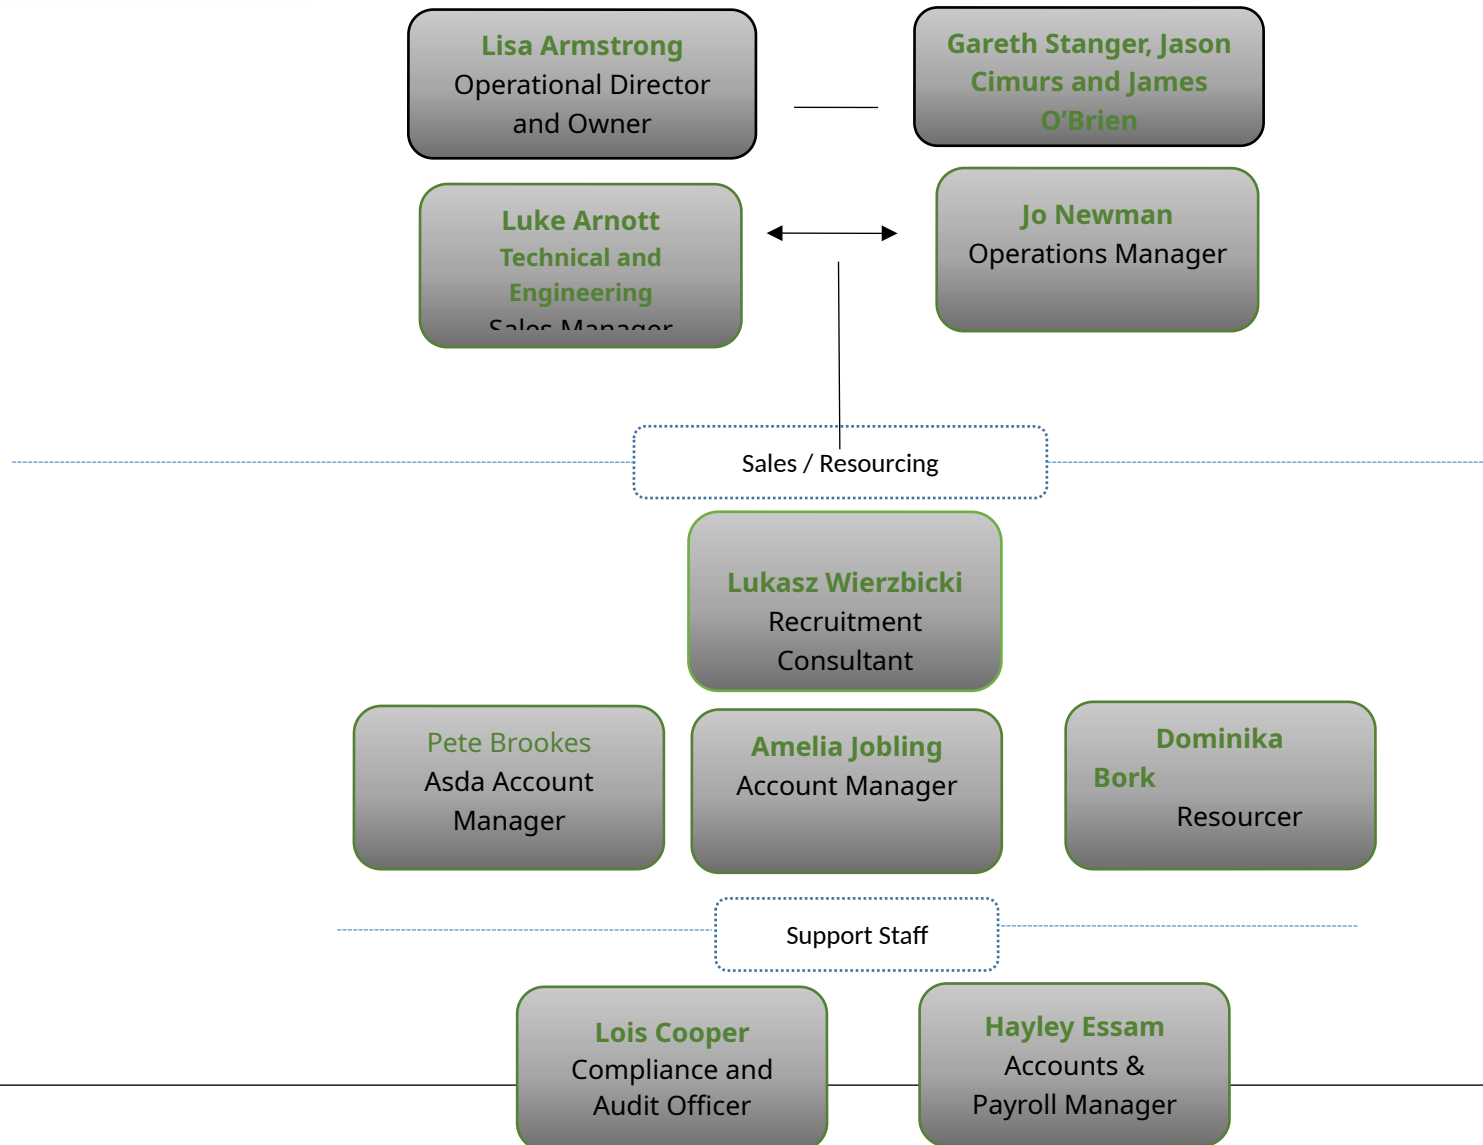 Lisa Armstrong
Operational Director
and Owner
Gareth Stanger, Jason
Cimurs and James
O’Brien
Luke Arnott
Technical and
Engineering
Sales Manager
Jo Newman
Operations Manager
Sales / Resourcing
Lukasz Wierzbicki
Recruitment
Consultant
Pete Brookes
Asda Account
Manager
Amelia Jobling
Account Manager
Dominika
Bork
Resourcer
Support Staff
Lois Cooper
Compliance and
Audit Officer
Hayley Essam
Accounts &
Payroll Manager